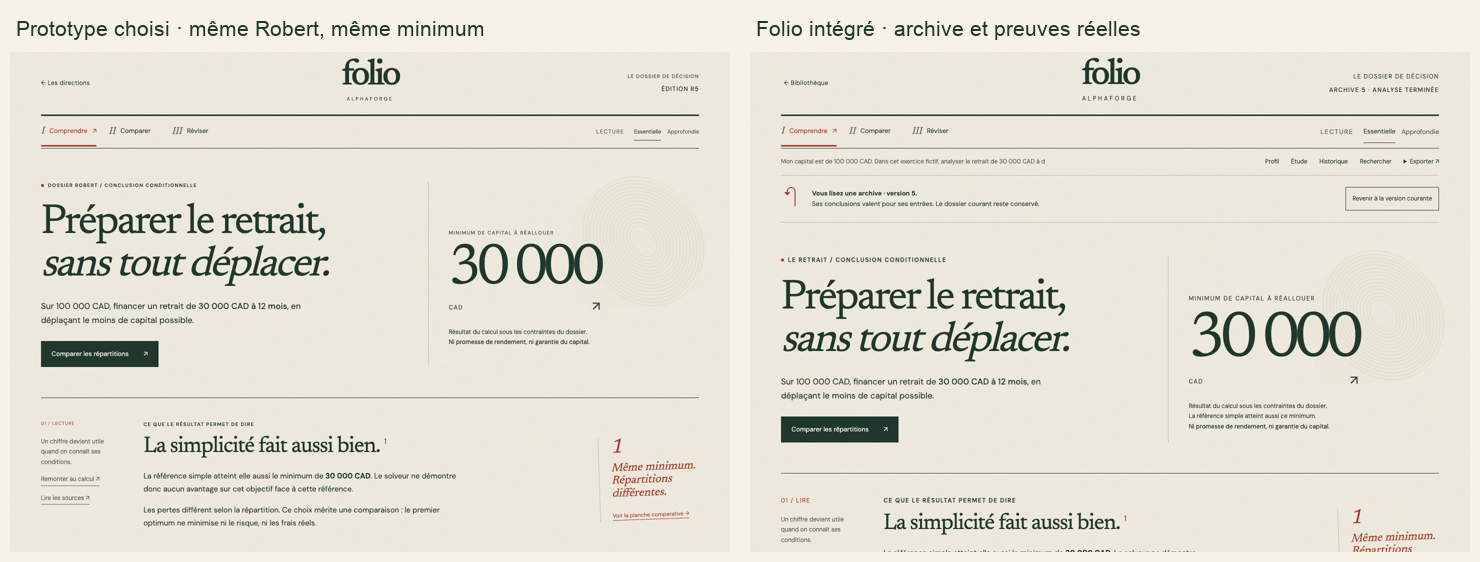 Prototype choisi · même Robert, même minimum
← Les directions
folio
ALPHAFORGE
LE DOSSIER DE DÉCISION
ÉDITION R5
I Comprendre ↗ II Comparer III Réviser
LECTURE Essentielle Approfondie
DOSSIER ROBERT / CONCLUSION CONDITIONNELLE
Préparer le retrait,
sans tout déplacer.
Sur 100 000 CAD, financer un retrait de 30 000 CAD à 12 mois, en
déplaçant le moins de capital possible.
Comparer les répartitions ↗
MINIMUM DE CAPITAL À RÉALLOUER
30 000
CAD ↗
Résultat du calcul sous les contraintes du dossier.
Ni promesse de rendement, ni garantie du capital.
01 / LECTURE
Un chiffre devient utile
quand on connaît ses
conditions.
Remonter au calcul ↗
Lire les sources ↗
CE QUE LE RÉSULTAT PERMET DE DIRE
La simplicité fait aussi bien. 1
La référence simple atteint elle aussi le minimum de 30 000 CAD. Le solveur ne démontre
donc aucun avantage sur cet objectif face à cette référence.
Les pertes diffèrent selon la répartition. Ce choix mérite une comparaison : le premier
optimum ne minimise ni le risque, ni les frais réels.
1
Même minimum.
Répartitions
différentes.
Voir la planche comparative →
Folio intégré · archive et preuves réelles
← Bibliothèque
folio
ALPHAFORGE
LE DOSSIER DE DÉCISION
ARCHIVE 5 · ANALYSE TERMINÉE
I Comprendre ↗ II Comparer III Réviser
LECTURE Essentielle Approfondie
Mon capital est de 100 000 CAD. Dans cet exercice fictif, analyser le retrait de 30 000 CAD à d
Profil Étude Historique Rechercher ▸ Exporter ↗
Vous lisez une archive · version 5.
Ses conclusions valent pour ses entrées. Le dossier courant reste conservé.
Revenir à la version courante
LE RETRAIT / CONCLUSION CONDITIONNELLE
Préparer le retrait,
sans tout déplacer.
Sur 100 000 CAD, financer un retrait de 30 000 CAD à 12 mois, en
déplaçant le moins de capital possible.
Comparer les répartitions ↗
MINIMUM DE CAPITAL À RÉALLOUER
30 000
CAD ↗
Résultat du calcul sous les contraintes du dossier.
La référence simple atteint aussi ce minimum.
Ni promesse de rendement, ni garantie du capital.
01 / LIRE
Un chiffre devient utile
quand on connaît ses
conditions.
CE QUE LE RÉSULTAT PERMET DE DIRE
La simplicité fait aussi bien. 1
La référence simple atteint elle aussi le minimum de 30 000 CAD. Le solveur ne démontre
1
Même minimum.
Répartitions